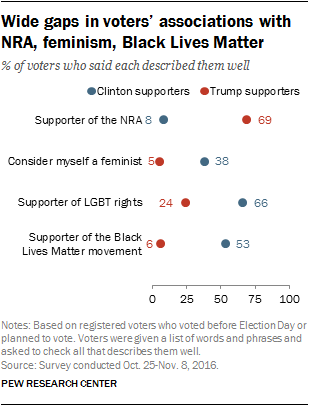 Wide gaps in voters' associations with
NRA, feminism, Black Lives Matter
% of voters who said each described them well
Clinton supporters Trump supporters
Supporter of the NRA 8 69
Consider myself a feminist 5 38
Supporter of LGBT rights 24 66
Supporter of the Black
Lives Matter movement 6 53
0 25 50 75 100
Notes: Based on registered voters who voted before Election Day or
planned to vote. Voters were given a list of words and phrases and
asked to check all that describes them well.
Source: Survey conducted Oct. 25-Nov. 8, 2016.
PEW RESEARCH CENTER